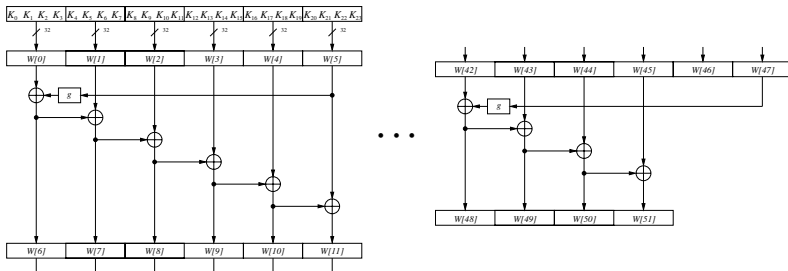 K0 K1 K2 K3 K4 K5 K6 K7 K8 K9 K10 K11 K12 K13 K14 K15 K16 K17 K18 K19 K20 K21 K22 K23
32 32 32 32 32 32
W[0] W[1] W[2] W[3] W[4] W[5]
W[42] W[43] W[44] W[45] W[46] W[47]
g
g
W[48] W[49] W[50] W[51]
W[6] W[7] W[8] W[9] W[10] W[11]